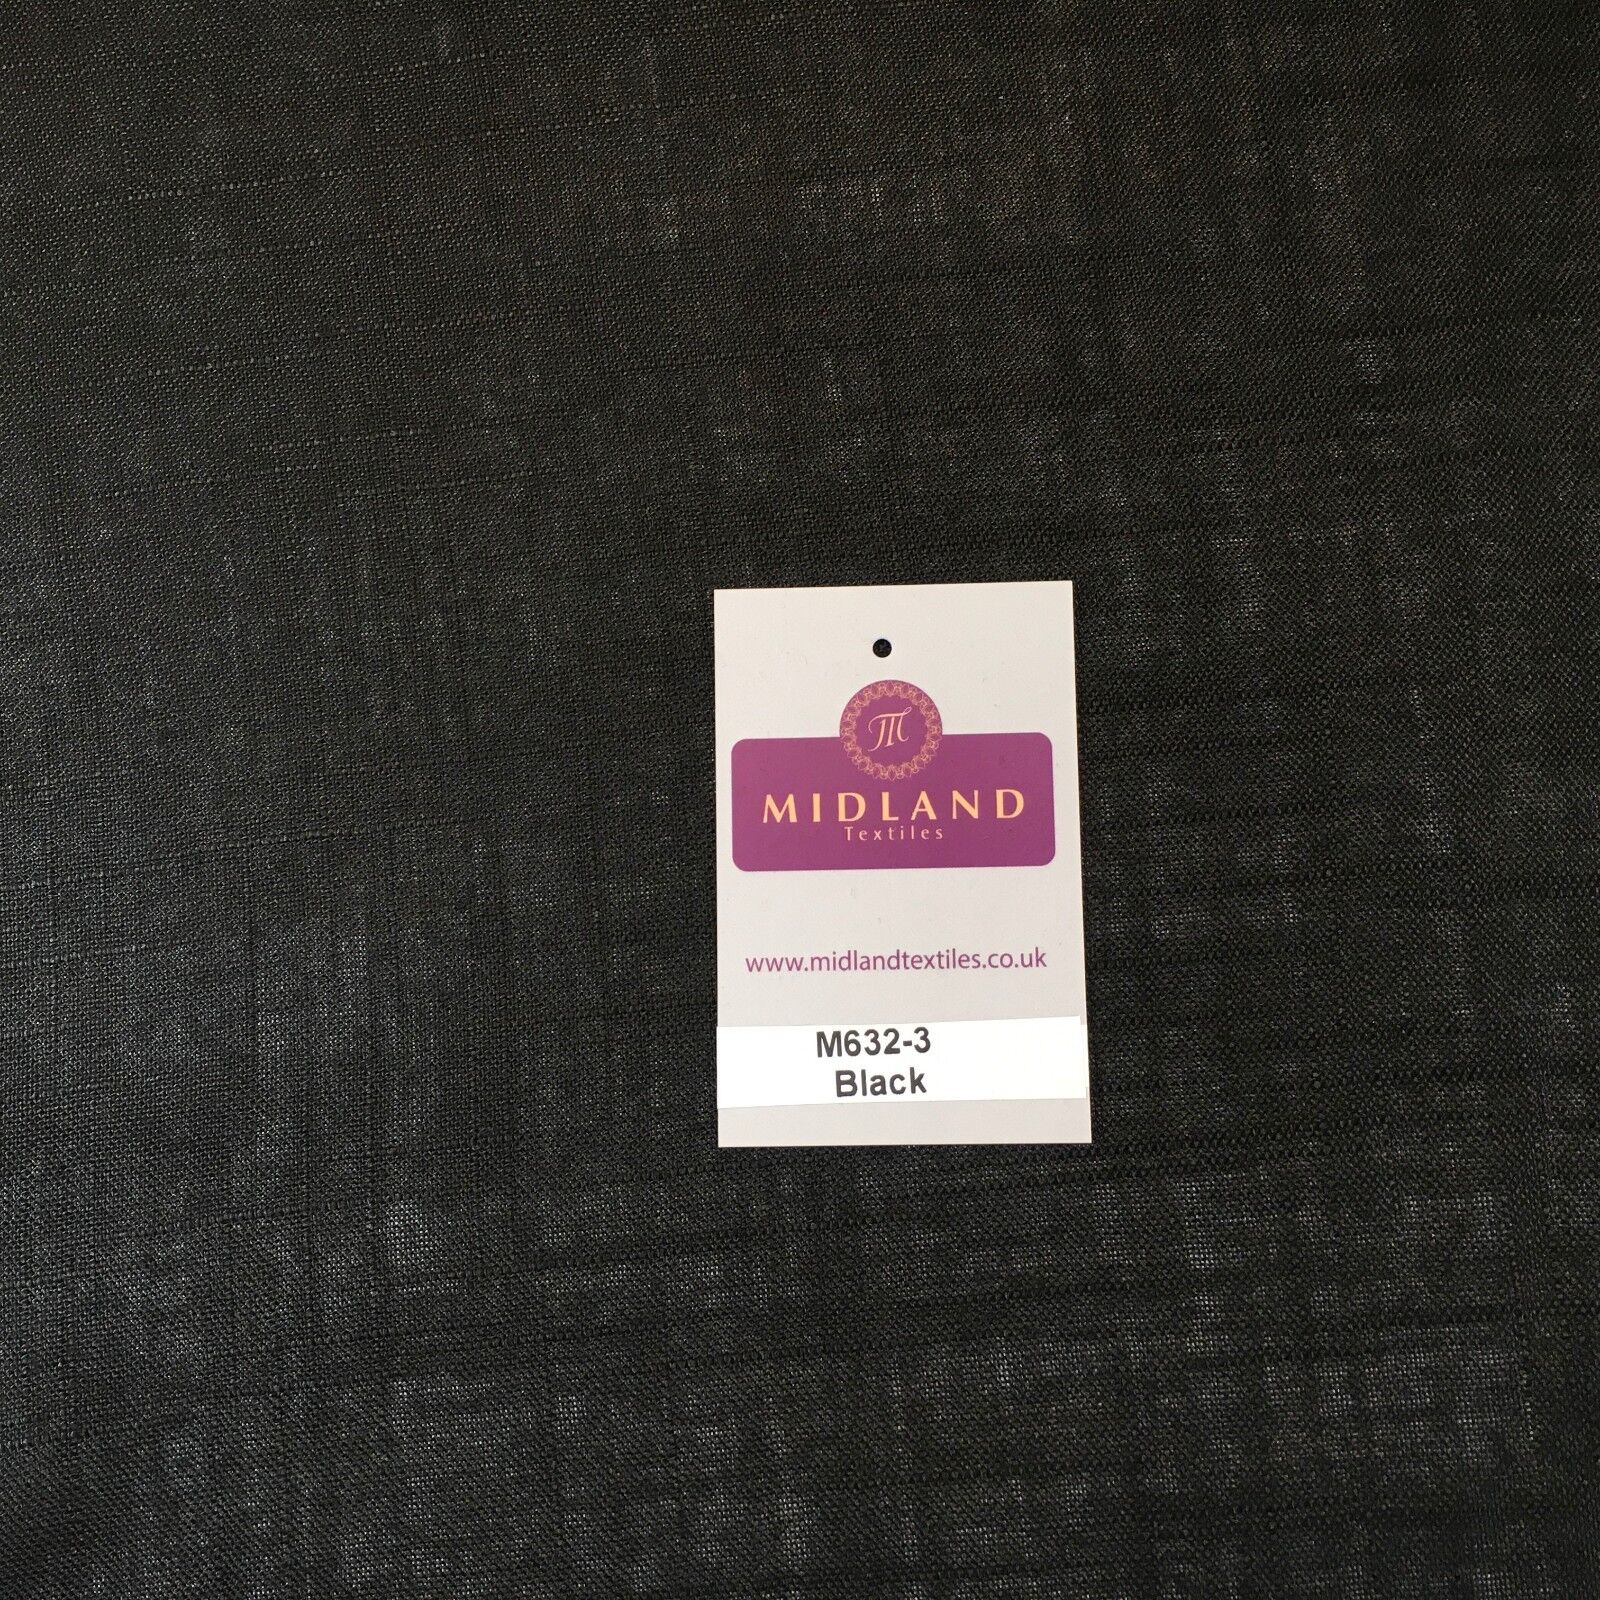 M
MIDLAND
Textiles
www.midlandtextiles.co.uk
M632-3
Black